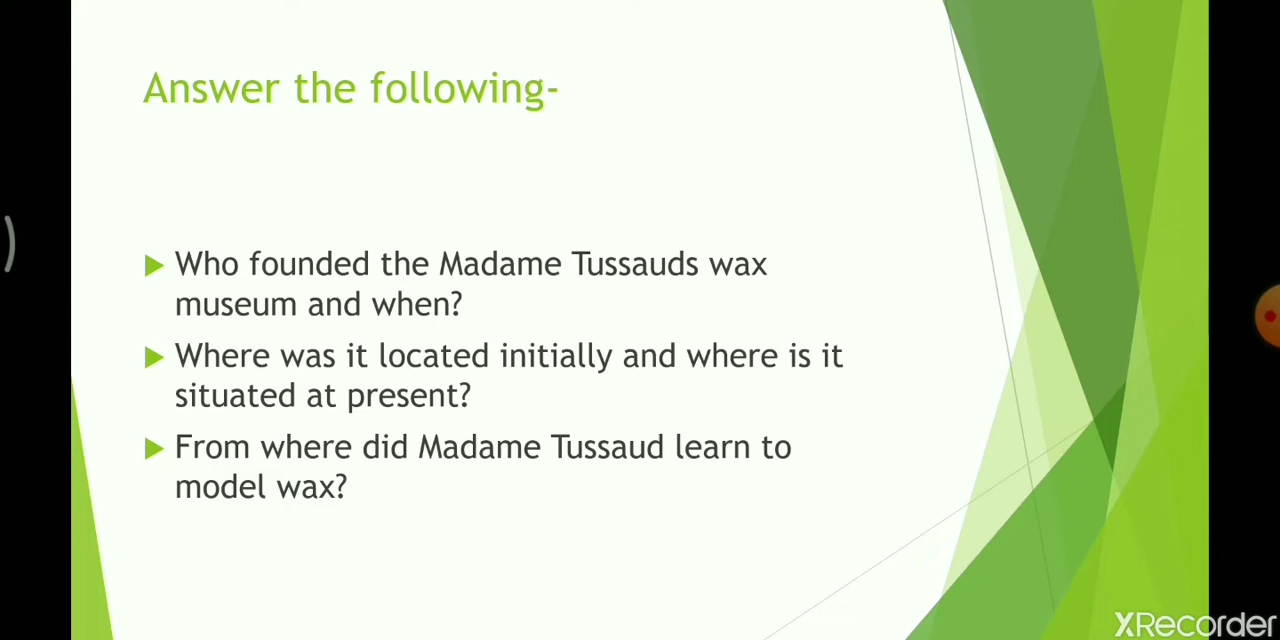 Answer the following-
Who founded the Madame Tussauds wax
museum and when?
Where was it located initially and where is it
situated at present?
From where did Madame Tussaud learn to
model wax?
XRecorder